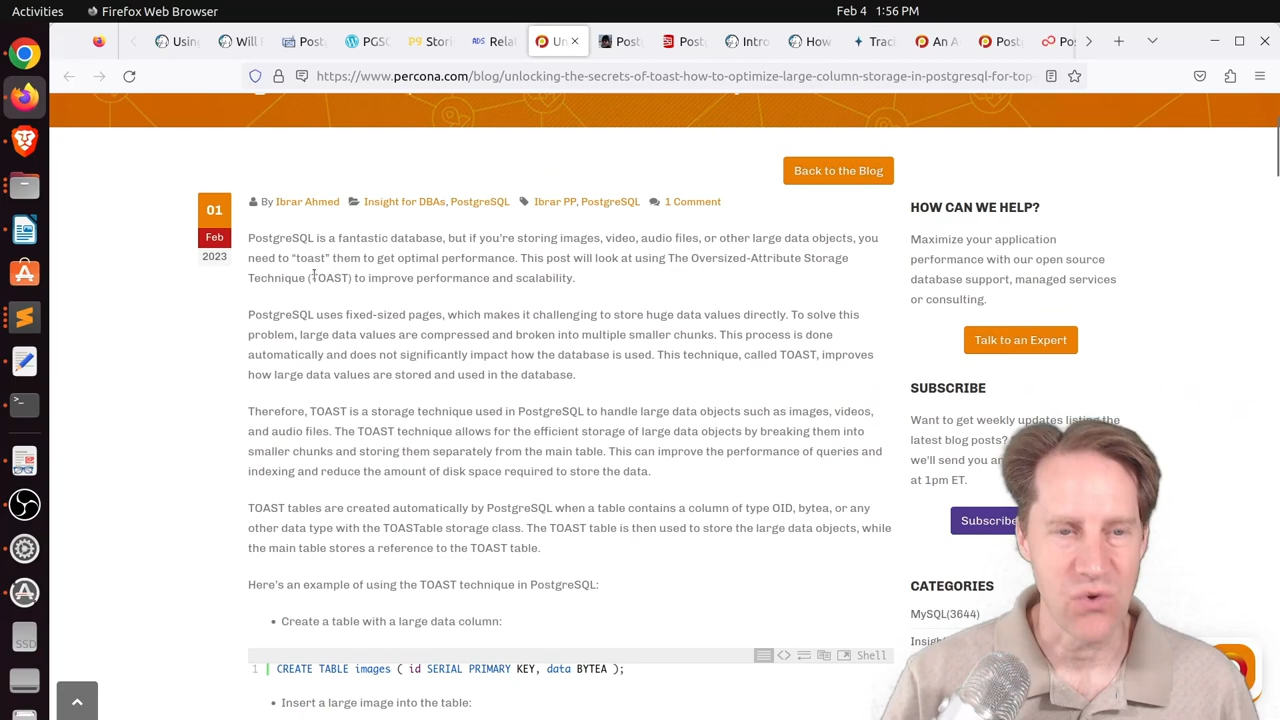 Activities
Firefox Web Browser
Feb 4 1:56 PM
Usin
Will
Post
PGSC
Stori
ADS Rela
Un
Post
Post
Intro
How
Trac
An A
Post
Pos
https://www.percona.com/blog/unlocking-the-secrets-of-toast-how-to-optimize-large-column-storage-in-postgresql-for-top-
Back to the Blog
01
Feb
2023
By Ibrar Ahmed Insight for DBAs, PostgreSQL Ibrar PP, PostgreSQL 1 Comment
PostgreSQL is a fantastic database, but if you're storing images, video, audio files, or other large data objects, you
need to “toast” them to get optimal performance. This post will look at using The Oversized-Attribute Storage
Technique (TOAST) to improve performance and scalability.
PostgreSQL uses fixed-sized pages, which makes it challenging to store huge data values directly. To solve this
problem, large data values are compressed and broken into multiple smaller chunks. This process is done
automatically and does not significantly impact how the database is used. This technique, called TOAST, improves
how large data values are stored and used in the database.
Therefore, TOAST is a storage technique used in PostgreSQL to handle large data objects such as images, videos,
and audio files. The TOAST technique allows for the efficient storage of large data objects by breaking them into
smaller chunks and storing them separately from the main table. This can improve the performance of queries and
indexing and reduce the amount of disk space required to store the data.
TOAST tables are created automatically by PostgreSQL when a table contains a column of type OID, bytea, or any
other data type with the TOASTable storage class. The TOAST table is then used to store the large data objects, while
the main table stores a reference to the TOAST table.
Here's an example of using the TOAST technique in PostgreSQL:
• Create a table with a large data column:
Shell
1 CREATE TABLE images ( id SERIAL PRIMARY KEY, data BYTEA );
• Insert a large image into the table:
HOW CAN WE HELP?
Maximize your application
performance with our open source
database support, managed services
or consulting.
Talk to an Expert
SUBSCRIBE
Want to get weekly updates listing the
latest blog posts?
we'll send you an
at 1pm ET.
Subscribe
CATEGORIES
MySQL(3644)
Insigh
SSD